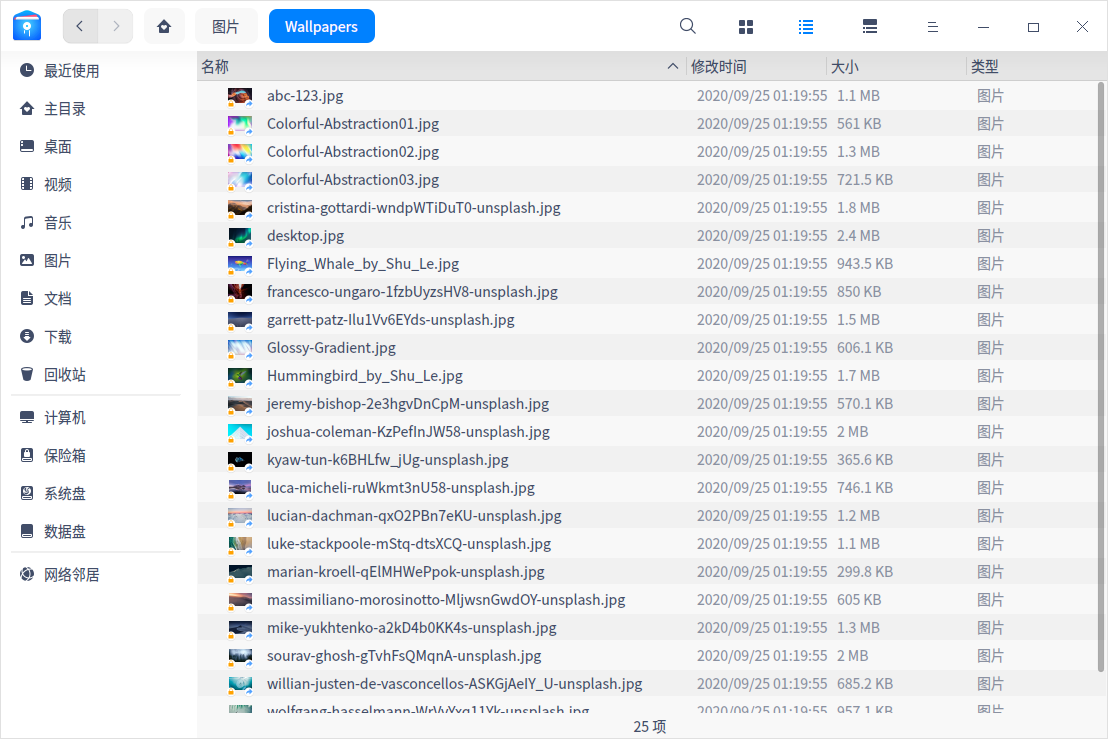 图片
Wallpapers
最近使用
主目录
桌面
视频
音乐
图片
文档
下载
回收站
计算机
保险箱
系统盘
数据盘
网络邻居
名称 修改时间 大小 类型
abc-123.jpg 2020/09/25 01:19:55 1.1 MB 图片
Colorful-Abstraction01.jpg 2020/09/25 01:19:55 561 KB 图片
Colorful-Abstraction02.jpg 2020/09/25 01:19:55 1.3 MB 图片
Colorful-Abstraction03.jpg 2020/09/25 01:19:55 721.5 KB 图片
cristina-gottardi-wndpWTiDuT0-unsplash.jpg 2020/09/25 01:19:55 1.8 MB 图片
desktop.jpg 2020/09/25 01:19:55 2.4 MB 图片
Flying_Whale_by_Shu_Le.jpg 2020/09/25 01:19:55 943.5 KB 图片
francesco-ungaro-1fzbUyzsHV8-unsplash.jpg 2020/09/25 01:19:55 850 KB 图片
garrett-patz-Ilu1Vv6EYds-unsplash.jpg 2020/09/25 01:19:55 1.5 MB 图片
Glossy-Gradient.jpg 2020/09/25 01:19:55 606.1 KB 图片
Hummingbird_by_Shu_Le.jpg 2020/09/25 01:19:55 1.7 MB 图片
jeremy-bishop-2e3hgvDnCpM-unsplash.jpg 2020/09/25 01:19:55 570.1 KB 图片
joshua-coleman-KzPefInJW58-unsplash.jpg 2020/09/25 01:19:55 2 MB 图片
kyaw-tun-k6BHLfw_jUg-unsplash.jpg 2020/09/25 01:19:55 365.6 KB 图片
luca-micheli-ruWkmt3nU58-unsplash.jpg 2020/09/25 01:19:55 746.1 KB 图片
lucian-dachman-qxO2PBn7eKU-unsplash.jpg 2020/09/25 01:19:55 1.2 MB 图片
luke-stackpoole-mStq-dtsXCQ-unsplash.jpg 2020/09/25 01:19:55 1.1 MB 图片
marian-kroell-qElMHWePpok-unsplash.jpg 2020/09/25 01:19:55 299.8 KB 图片
massimiliano-morosinotto-MljwsnGwdOY-unsplash.jpg 2020/09/25 01:19:55 605 KB 图片
mike-yukhtenko-a2kD4b0KK4s-unsplash.jpg 2020/09/25 01:19:55 1.3 MB 图片
sourav-ghosh-gTvhFsQMqnA-unsplash.jpg 2020/09/25 01:19:55 2 MB 图片
willian-justen-de-vasconcellos-ASKGjAeIY_U-unsplash.jpg 2020/09/25 01:19:55 685.2 KB 图片
wolfgang-hasselmann-WrVyYxq11Yk-unsplash.jpg 2020/09/25 01:19:55 957.1 KB 图片
25 项